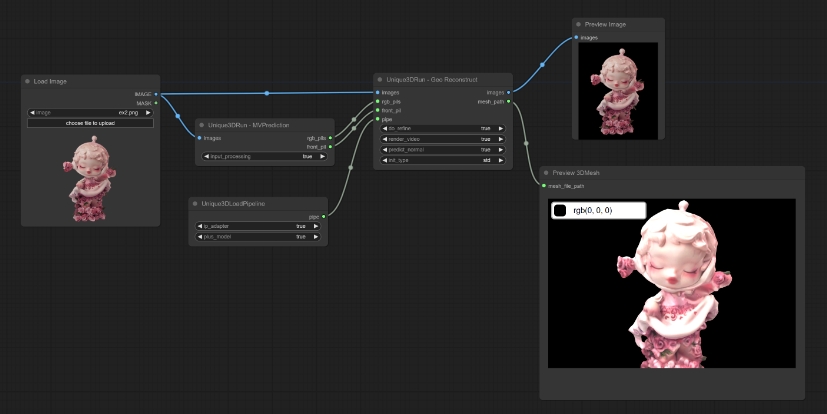 Load Image
IMAGE
MASK
image ex2.png
choose file to upload
Unique3DRun - MVPrediction
images
rgb_pils
front_pil
input_processing true
Unique3DLoadPipeline
pipe
ip_adapter true
true
Unique3DRun - Geo Reconstruct
images
images
rgb_pils
mesh_path
front_pil
pipe
do_refine true
render_video true
predict_normal true
init_type std
Preview Image
images
Preview 3DMesh
mesh_file_path
rgb(0, 0, 0)